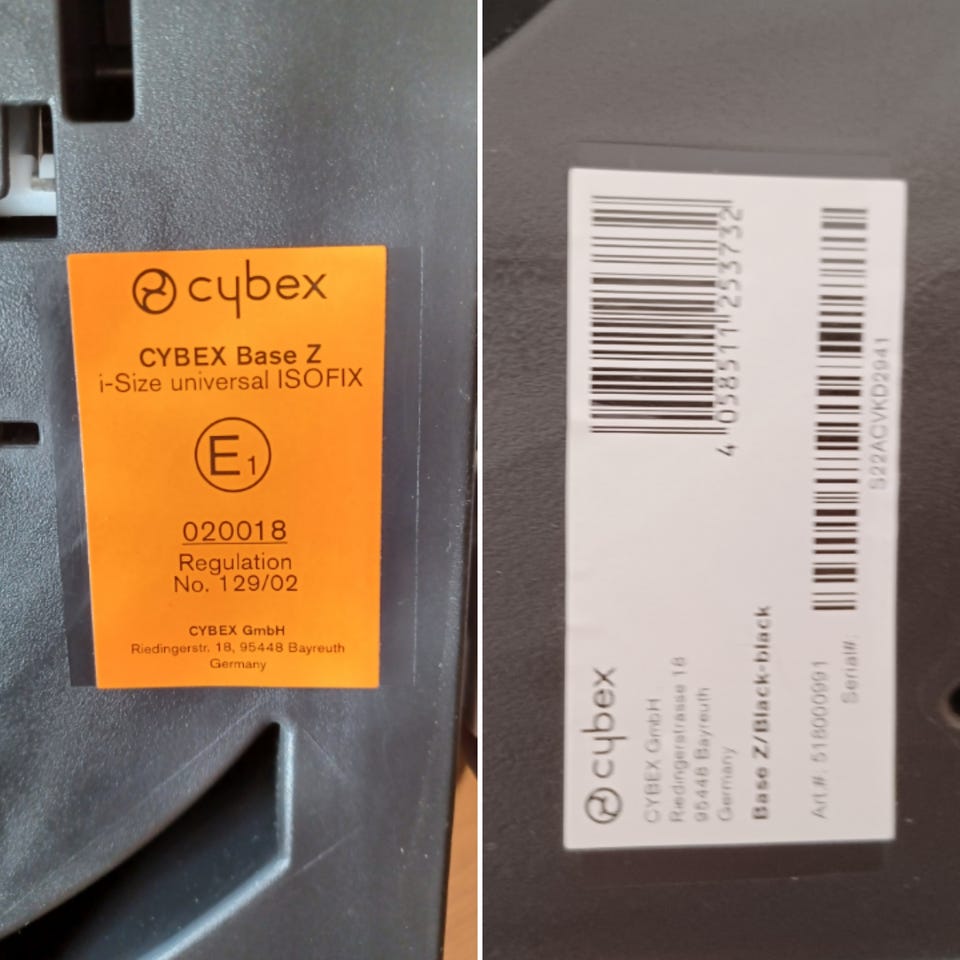 cybex
CYBEX Base Z
i-Size universal ISOFIX
E1
020018
Regulation
No. 129/02
CYBEX GmbH
Riedingerstr. 18, 95448 Bayreuth
Germany
cybex
CYBEX GmbH
Riedingerstrasse 18
95448 Bayreuth
Germany
Base Z/Black-black
Art.#. 518000991
Serial#.
4 058511 253732
S22ACVKD2941